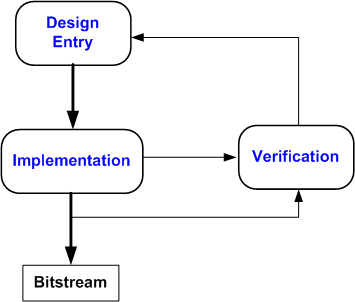 Design
Entry
Implementation
Verification
Bitstream